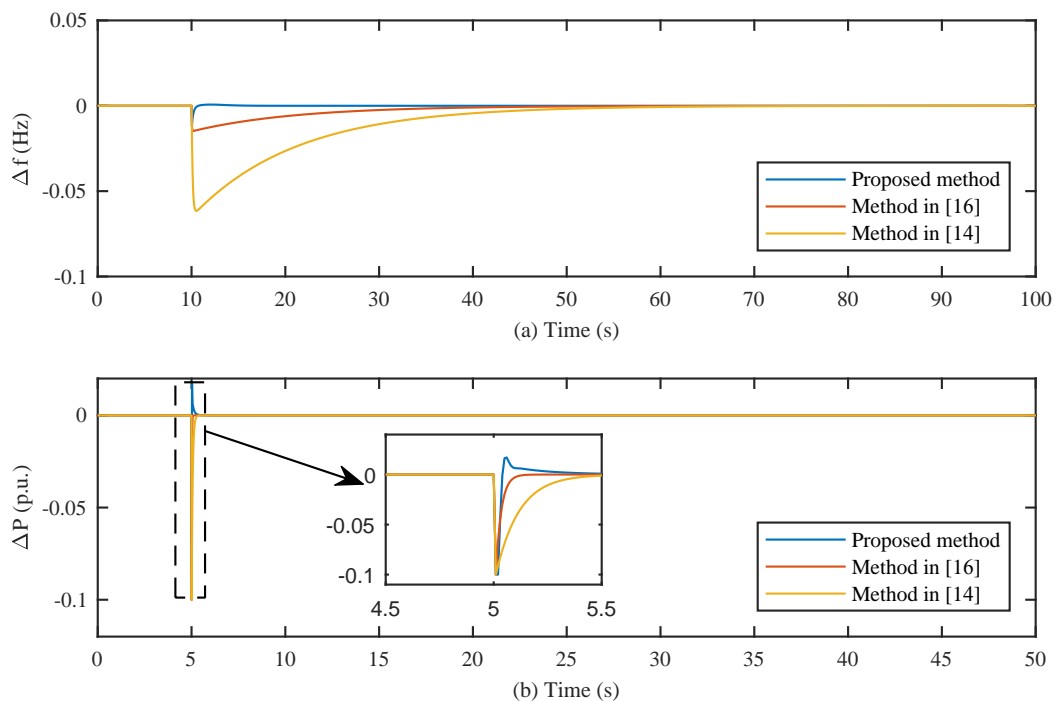 0.05
0
-0.05
-0.1
Δf (Hz)
Proposed method
Method in [16]
Method in [14]
0 10 20 30 40 50 60 70 80 90 100
(a) Time (s)
0
-0.05
-0.1
ΔP (p.u.)
0
-0.05
-0.1
4.5 5 5.5
Proposed method
Method in [16]
Method in [14]
0 5 10 15 20 25 30 35 40 45 50
(b) Time (s)